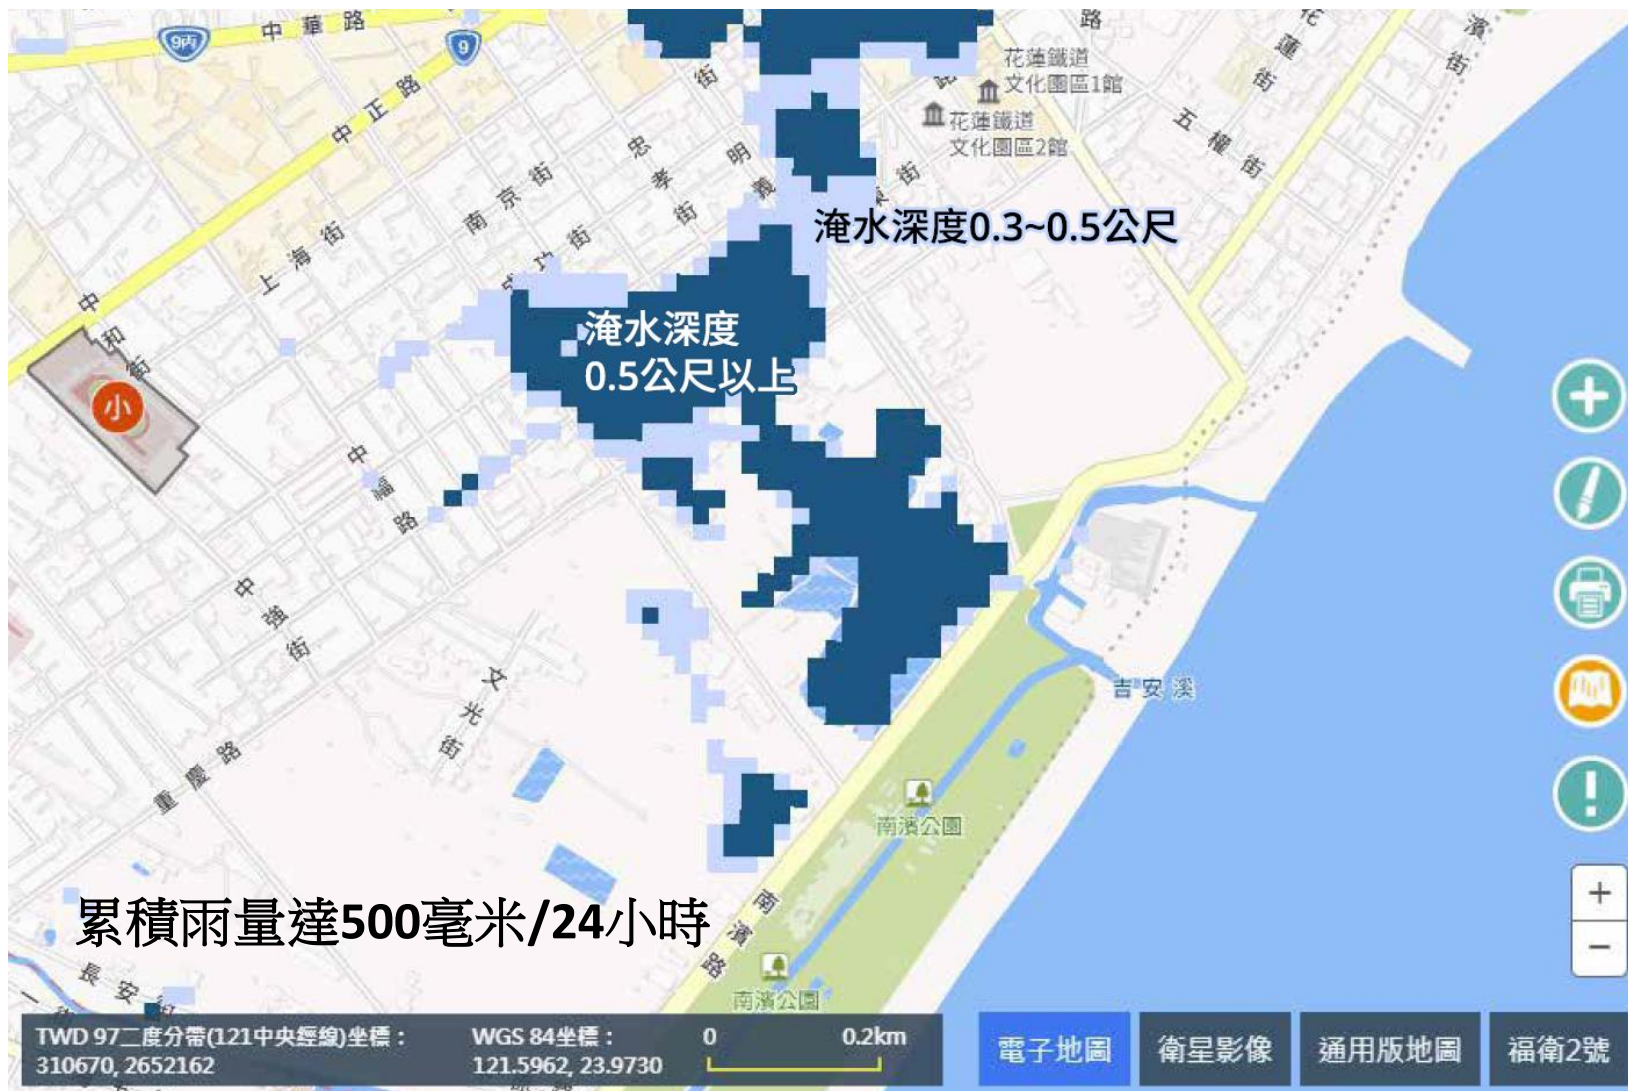 中華路
9丙
9
中正路
路
花蓮鐵道
文化園區1館
花蓮鐵道
文化園區2館
花蓮街
濱街
五權街
街
忠孝街
明義
南京街
成功街
上海街
東街
淹水深度0.3~0.5公尺
中和街
淹水深度
0.5公尺以上
小
中福路
中強街
文光街
重慶路
吉安溪
南濱公園
累積雨量達500毫米/24小時
南濱路
南濱公園
長安
TWD 97二度分帶(121中央經線)坐標：
310670, 2652162
WGS 84坐標：
121.5962, 23.9730
0
0.2km
電子地圖
衛星影像
通用版地圖
福衛2號